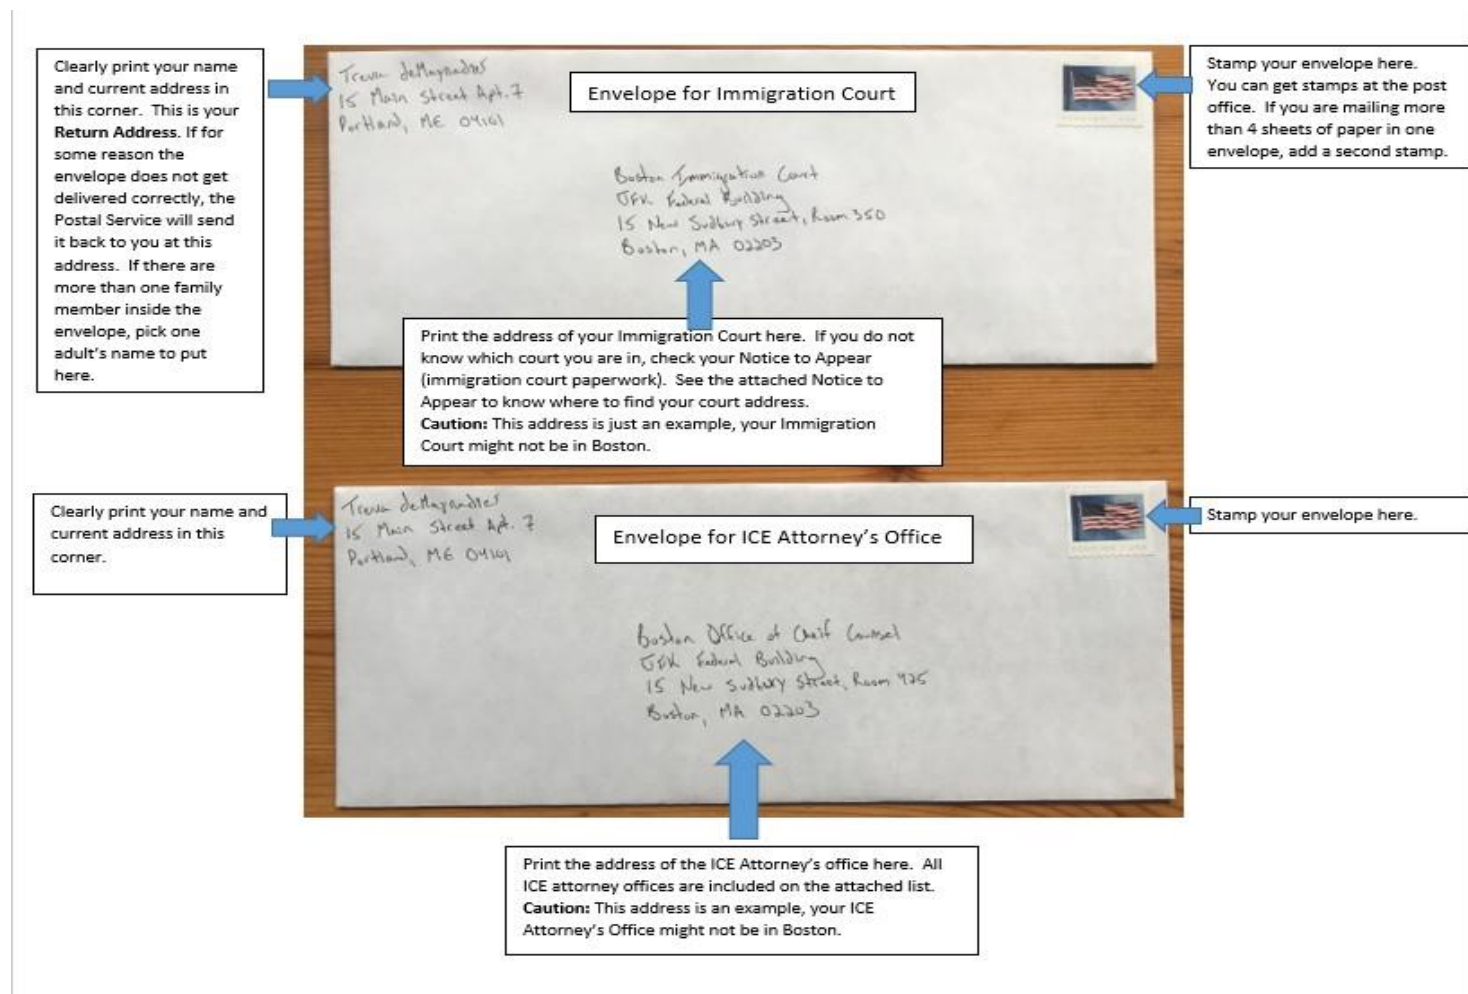 Clearly print your name
and current address in
this corner. This is your
Return Address. If for
some reason the
envelope does not get
delivered correctly, the
Postal Service will send
it back to you at this
address. If there are
more than one family
member inside the
envelope, pick one
adult's name to put
here.
15 Main Street Apt. 7
Portland, ME 04101
Envelope for Immigration Court
Stamp your envelope here.
You can get stamps at the post
office. If you are mailing more
than 4 sheets of paper in one
envelope, add a second stamp.
Boston Immigration Court
JFK Federal Building
15 New Sudbury Street, Room 350
Boston, MA 02203
Print the address of your Immigration Court here. If you do not
know which court you are in, check your Notice to Appear
(immigration court paperwork). See the attached Notice to
Appear to know where to find your court address.
Caution: This address is just an example, your Immigration
Court might not be in Boston.
Clearly print your name and
current address in this
corner.
15 Main Street Apt. 7
Portland, ME 04101
Envelope for ICE Attorney's Office
Stamp your envelope here.
Boston Office of Cheif Counsel
JFK Federal Building
15 New Sudbury Street, Room 425
Boston, MA 02203
Print the address of the ICE Attorney's office here. All
ICE attorney offices are included on the attached list.
Caution: This address is an example, your ICE
Attorney's Office might not be in Boston.